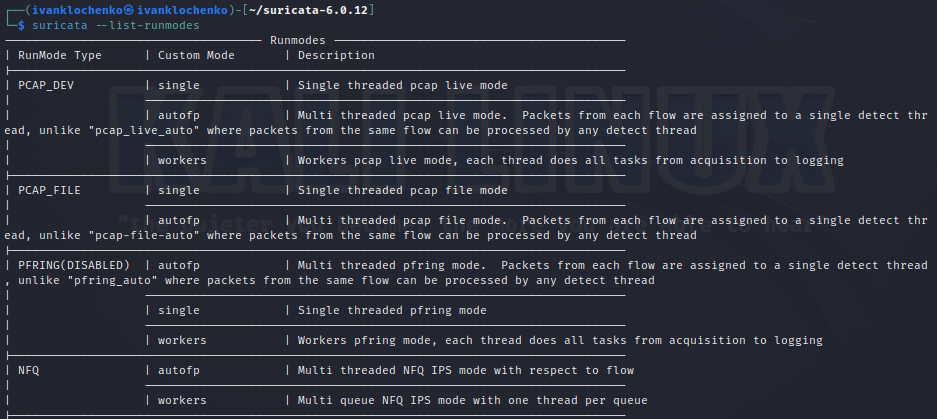 ┌──(ivanklochenko㉿ivanklochenko)-[~/suricata-6.0.12]
└─$ suricata --list-runmodes
------------------------------------- Runmodes ------------------------------------------
| RunMode Type | Custom Mode | Description
|----------------------------------------------------------------------------------------
| PCAP_DEV | single | Single threaded pcap live mode
| --------------------------------------------------------------------
| | autofp | Multi threaded pcap live mode.  Packets from each flow are assigned to a single detect thr
ead, unlike "pcap_live_auto" where packets from the same flow can be processed by any detect thread
| --------------------------------------------------------------------
| | workers | Workers pcap live mode, each thread does all tasks from acquisition to logging
|----------------------------------------------------------------------------------------
| PCAP_FILE | single | Single threaded pcap file mode
| --------------------------------------------------------------------
| | autofp | Multi threaded pcap file mode.  Packets from each flow are assigned to a single detect thr
ead, unlike "pcap-file-auto" where packets from the same flow can be processed by any detect thread
|----------------------------------------------------------------------------------------
| PFRING(DISABLED) | autofp | Multi threaded pfring mode.  Packets from each flow are assigned to a single detect thread
, unlike "pfring_auto" where packets from the same flow can be processed by any detect thread
| --------------------------------------------------------------------
| | single | Single threaded pfring mode
| --------------------------------------------------------------------
| | workers | Workers pfring mode, each thread does all tasks from acquisition to logging
|----------------------------------------------------------------------------------------
| NFQ | autofp | Multi threaded NFQ IPS mode with respect to flow
| --------------------------------------------------------------------
| | workers | Multi queue NFQ IPS mode with one thread per queue
|----------------------------------------------------------------------------------------
KALI LINUX